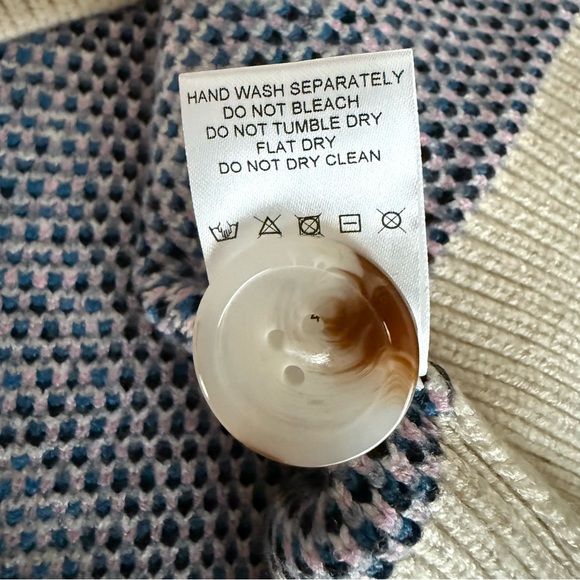 HAND WASH SEPARATELY
DO NOT BLEACH
DO NOT TUMBLE DRY
FLAT DRY
DO NOT DRY CLEAN